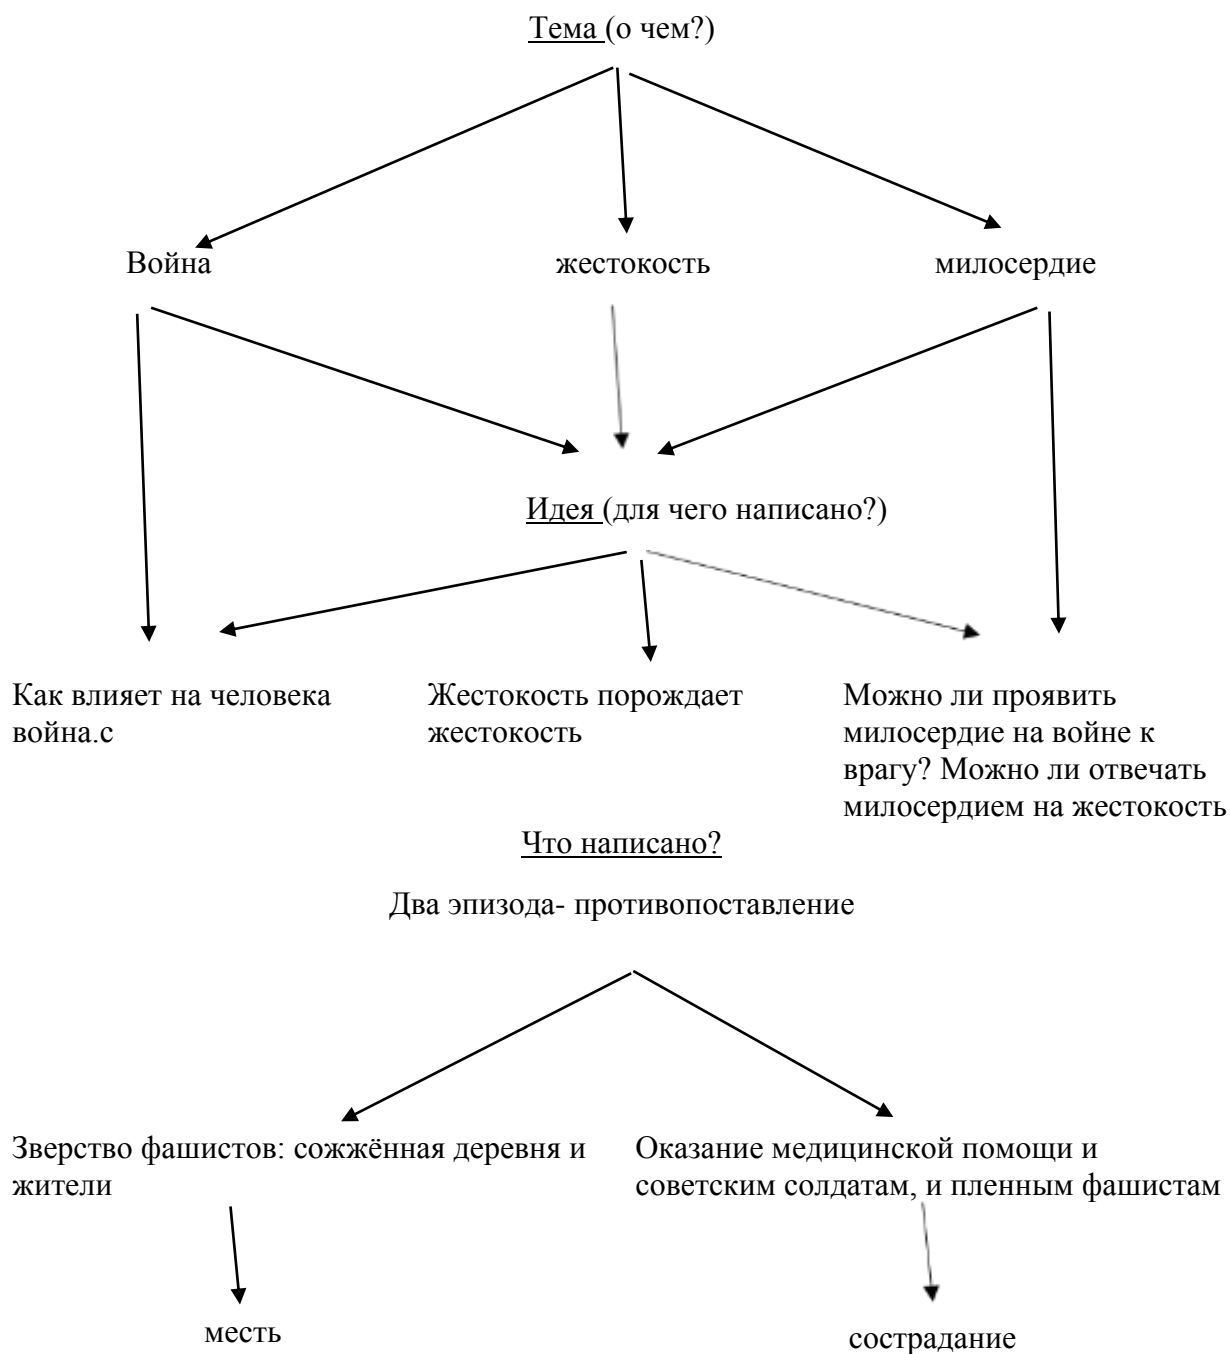 Тема (о чем?)
Война
жестокость
милосердие
Идея (для чего написано?)
Как влияет на человека
война.с
Жестокость порождает
жестокость
Можно ли проявить
милосердие на войне к
врагу? Можно ли отвечать
милосердием на жестокость
Что написано?
Два эпизода- противопоставление
Зверство фашистов: сожжённая деревня и
жители
Оказание медицинской помощи и
советским солдатам, и пленным фашистам
месть
сострадание